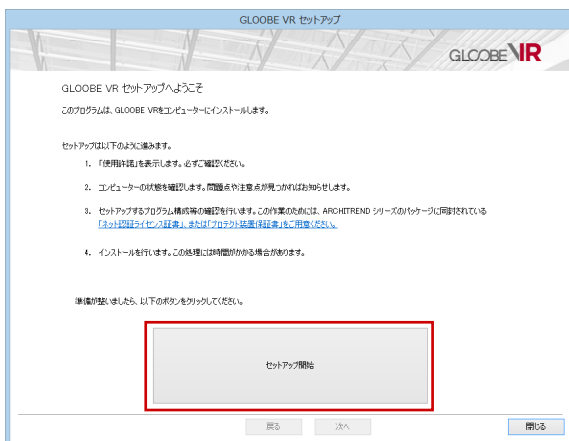 GLOOBE VR セットアップ
GLOOBE VR
GLOOBE VR セットアップへようこそ
このプログラムは、GLOOBE VRをコンピューターにインストールします。
セットアップは以下のように進みます。
1. 「使用許諾」を表示します。必ずご確認ください。
2. コンピューターの状態を確認します。問題点や注意点が見つかればお知らせします。
3. セットアップするプログラム構成等の確認を行います。この作業のためには、ARCHITREND シリーズのパッケージに同封されている
「ネット認証ライセンス証書」、または「プロテクト装置保証書」をご用意ください。
4. インストールを行います。この処理には時間がかかる場合があります。
準備が整いましたら、以下のボタンをクリックしてください。
セットアップ開始
戻る 次へ 閉じる